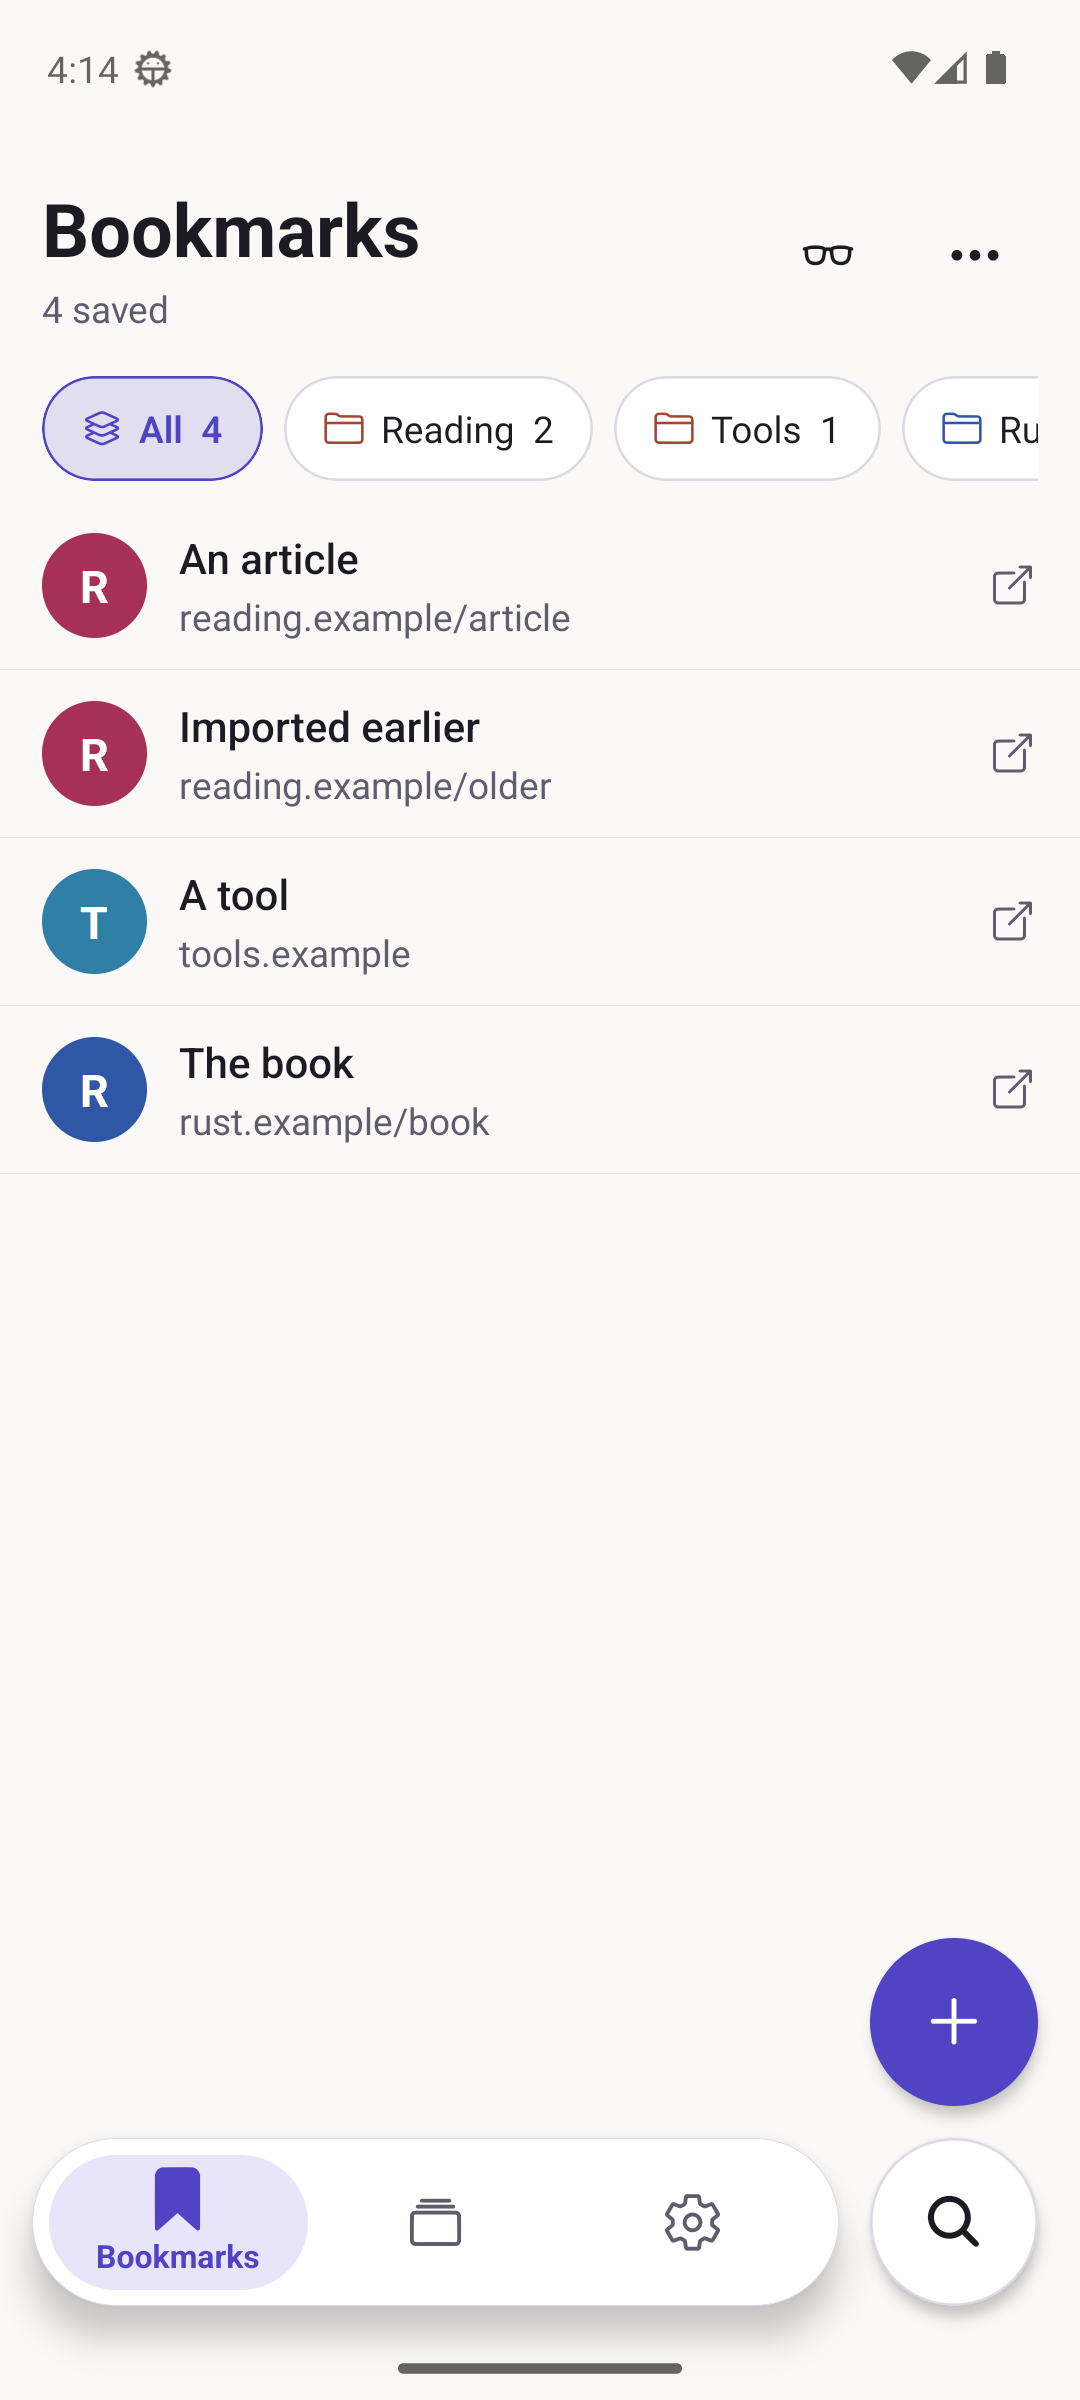 4:14
Bookmarks
4 saved
All 4
Reading 2
Tools 1
Ru
R
An article
reading.example/article
R
Imported earlier
reading.example/older
T
A tool
tools.example
R
The book
rust.example/book
Bookmarks